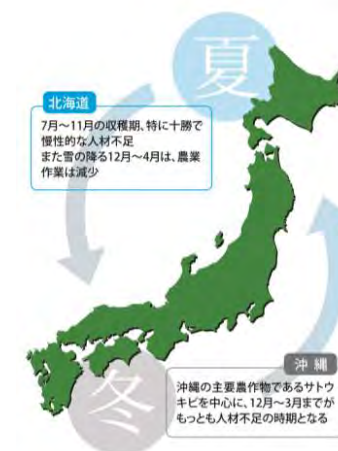 夏
北海道
7月～11月の収穫期、特に十勝で
慢性的な人材不足
また雪の降る12月～4月は、農業
作業は減少
冬
沖縄
沖縄の主要農作物であるサトウ
キビを中心に、12月～3月までが
もっとも人材不足の時期となる